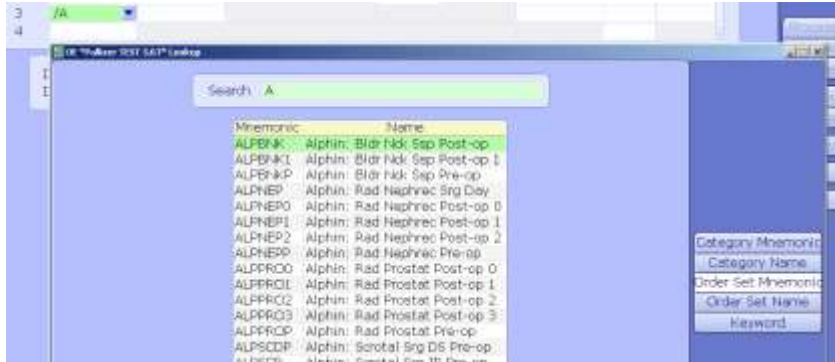 3 /A
4
OE "Palliser TEST 5.67" Lookup
Search A
Mnemonic Name
ALPBNK Alphin: Bldr Nck Ssp Post-op
ALPBNK1 Alphin: Bldr Nck Ssp Post-op 1
ALPBNKP Alphin: Bldr Nck Ssp Pre-op
ALPNEP Alphin: Rad Nephrec Srg Day
ALPNEP0 Alphin: Rad Nephrec Post-op 0
ALPNEP1 Alphin: Rad Nephrec Post-op 1
ALPNEP2 Alphin: Rad Nephrec Post-op 2
ALPNEPP Alphin: Rad Nephrec Pre-op
ALPPRO0 Alphin: Rad Prostat Post-op 0
ALPPRO1 Alphin: Rad Prostat Post-op 1
ALPPRO2 Alphin: Rad Prostat Post-op 2
ALPPRO3 Alphin: Rad Prostat Post-op 3
ALPPROP Alphin: Rad Prostat Pre-op
ALPSCDP Alphin: Scrotal Srg DS Pre-op
Category Mnemonic
Category Name
Order Set Mnemonic
Order Set Name
Keyword